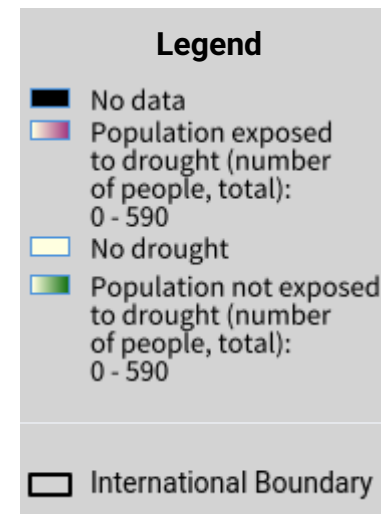 Legend
No data
Population exposed
to drought (number
of people, total):
0 - 590
No drought
Population not exposed
to drought (number
of people, total):
0 - 590
International Boundary